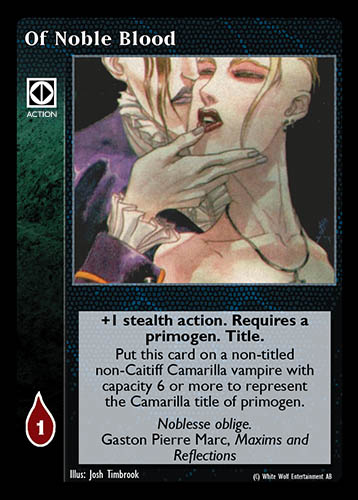 Of Noble Blood
ACTION
+1 stealth action. Requires a
primogen. Title.
Put this card on a non-titled
non-Caitiff Camarilla vampire with
capacity 6 or more to represent
the Camarilla title of primogen.
Noblesse oblige.
Gaston Pierre Marc, Maxims and
Reflections
1
Illus: Josh Timbrook
(C) White Wolf Entertainment AB